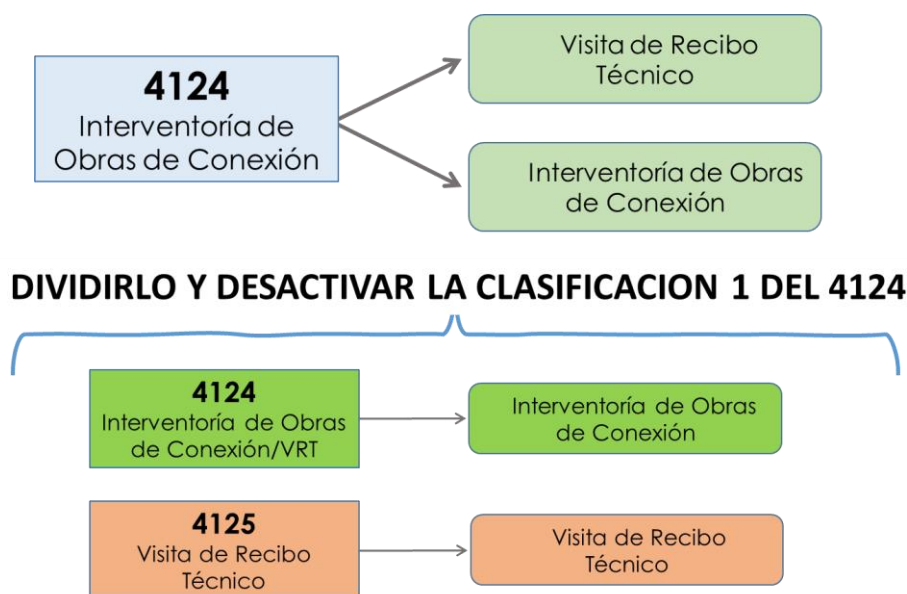 4124
Interventoría de
Obras de Conexión
Visita de Recibo
Técnico
Interventoría de Obras
de Conexión
DIVIDIRLO Y DESACTIVAR LA CLASIFICACION 1 DEL 4124
4124
Interventoría de Obras
de Conexión/VRT
Interventoría de Obras
de Conexión
4125
Visita de Recibo
Técnico
Visita de Recibo
Técnico